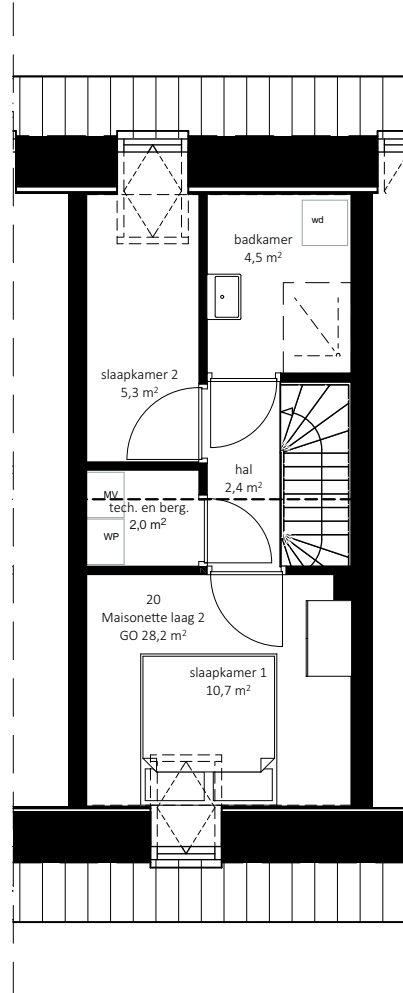 wd
badkamer
4,5 m²
slaapkamer 2
5,3 m²
hal
2,4 m²
MV
tech. en berg.
2,0 m²
WP
20
Maisonette laag 2
GO 28,2 m²
slaapkamer 1
10,7 m²